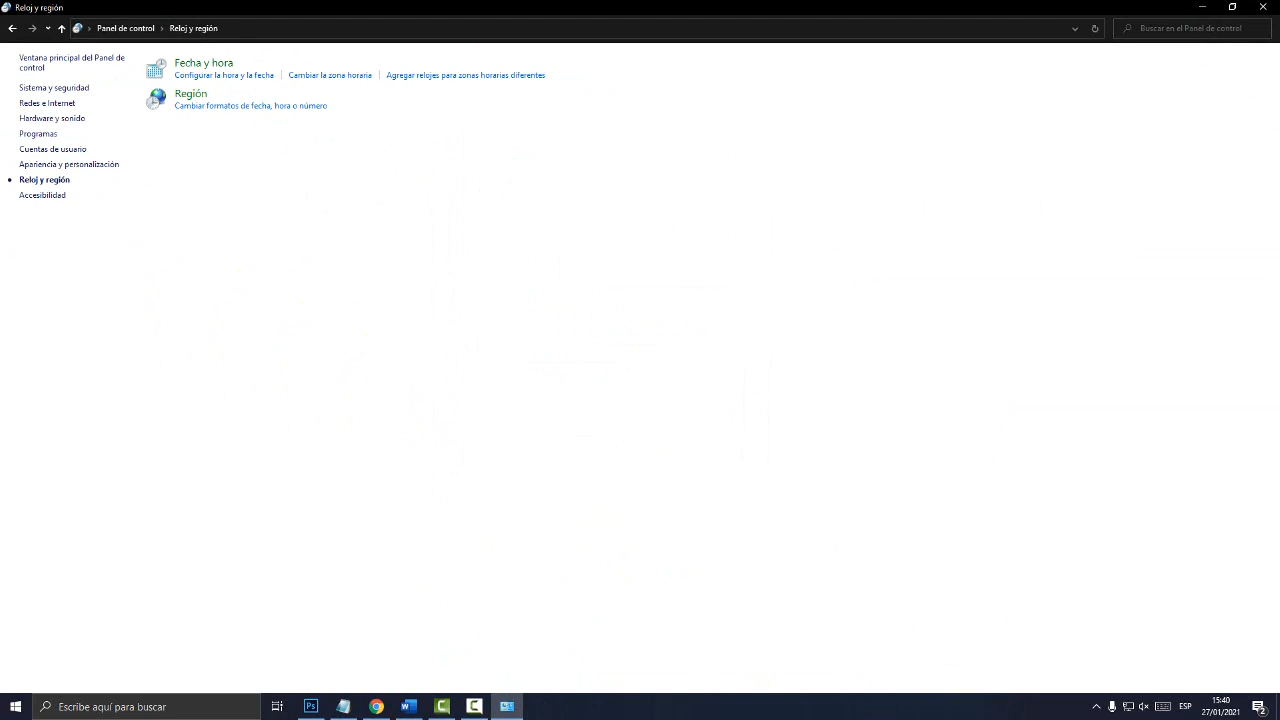 Reloj y región
Panel de control > Reloj y región
Buscar en el Panel de control
Ventana principal del Panel de
control
Sistema y seguridad
Redes e Internet
Hardware y sonido
Programas
Cuentas de usuario
Apariencia y personalización
Reloj y región
Accesibilidad
Fecha y hora
Configurar la hora y la fecha | Cambiar la zona horaria | Agregar relojes para zonas horarias diferentes
Región
Cambiar formatos de fecha, hora o número
Escribe aquí para buscar
Ps
W
ESP
15:40
27/01/2021
2